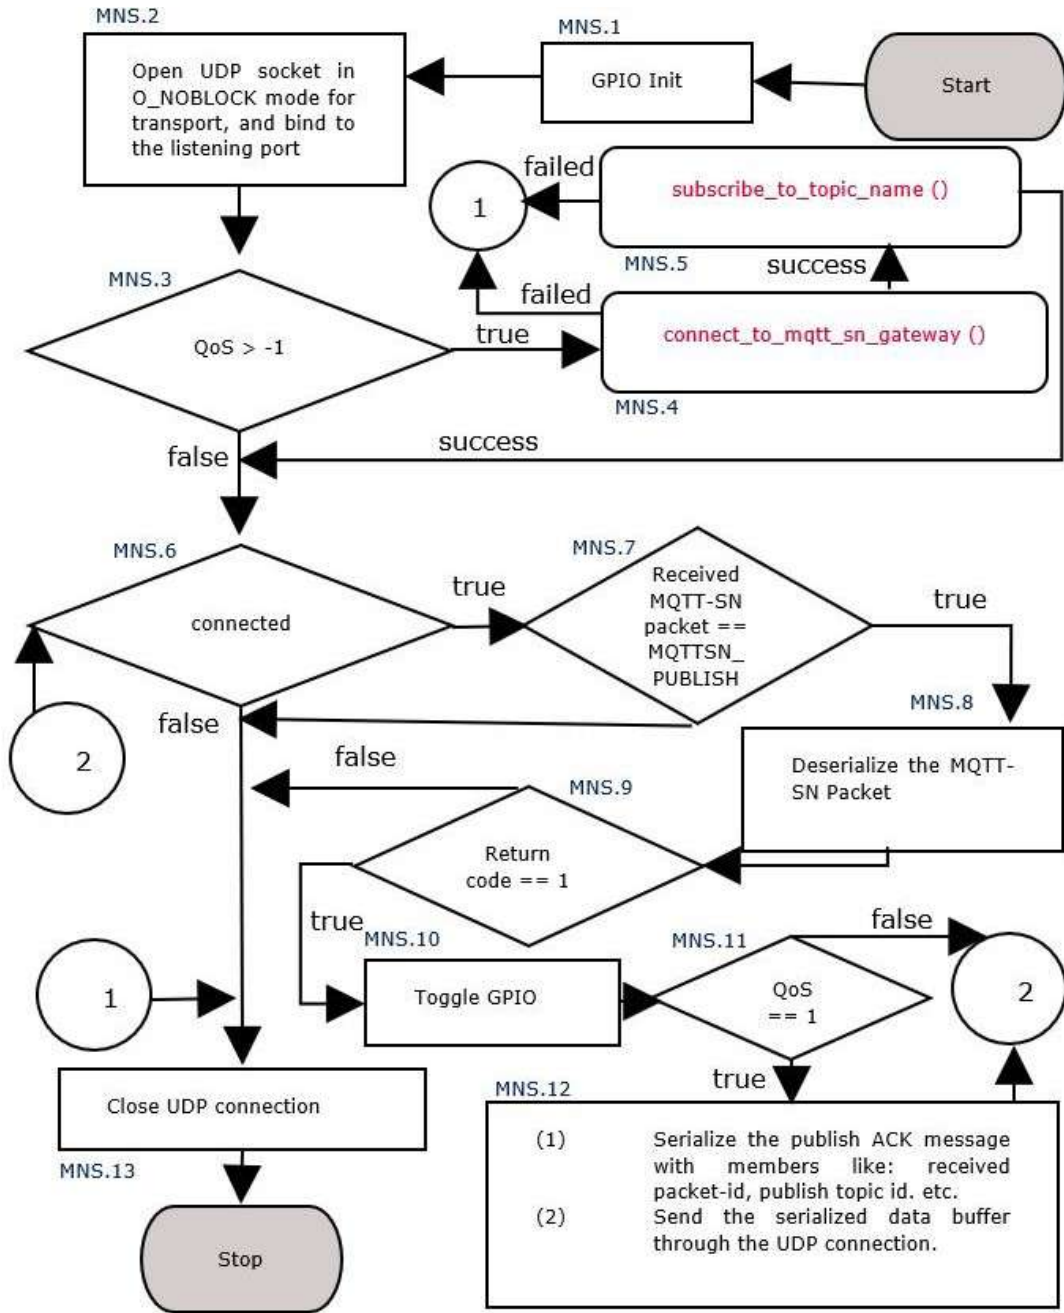 MNS.2
MNS.1
Open UDP socket in
O_NOBLOCK mode for
transport, and bind to
the listening port
GPIO Init
Start
failed
subscribe_to_topic_name ()
1
MNS.5
success
MNS.3
failed
QoS > -1
true
connect_to_mqtt_sn_gateway ()
MNS.4
success
false
MNS.6
MNS.7
connected
true
Received
MQTT-SN
packet ==
MQTTSN_
PUBLISH
true
MNS.8
false
2
false
Deserialize the MQTT-
SN Packet
MNS.9
Return
code == 1
true
MNS.10
MNS.11
false
1
Toggle GPIO
QoS
== 1
2
true
MNS.12
Close UDP connection
MNS.13
(1) Serialize the publish ACK message
with members like: received
packet-id, publish topic id. etc.
(2) Send the serialized data buffer
through the UDP connection.
Stop